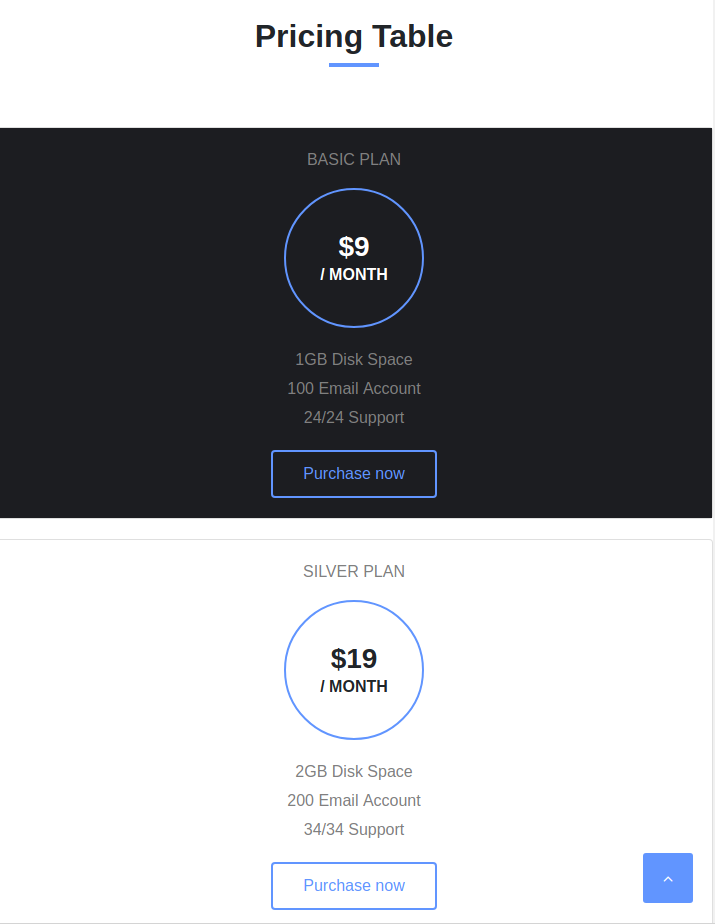 Pricing Table
BASIC PLAN
$9
/ MONTH
1GB Disk Space
100 Email Account
24/24 Support
Purchase now
SILVER PLAN
$19
/ MONTH
2GB Disk Space
200 Email Account
34/34 Support
Purchase now